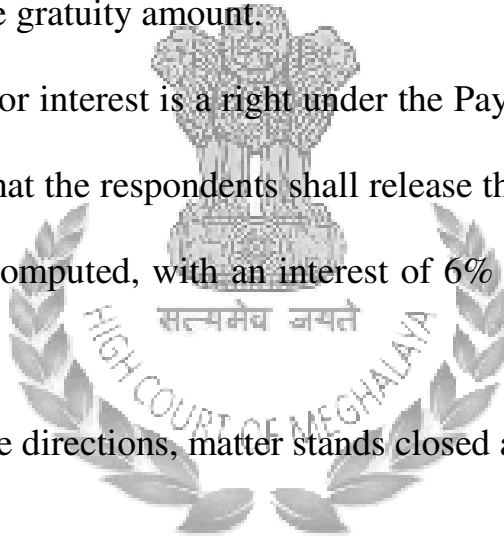 e gratuity amount.
or interest is a right under the Pay
hat the respondents shall release th
omputed, with an interest of 6%
सत्यमेव जयते
HIGH COURT OF MEGHALAYA
e directions, matter stands closed a